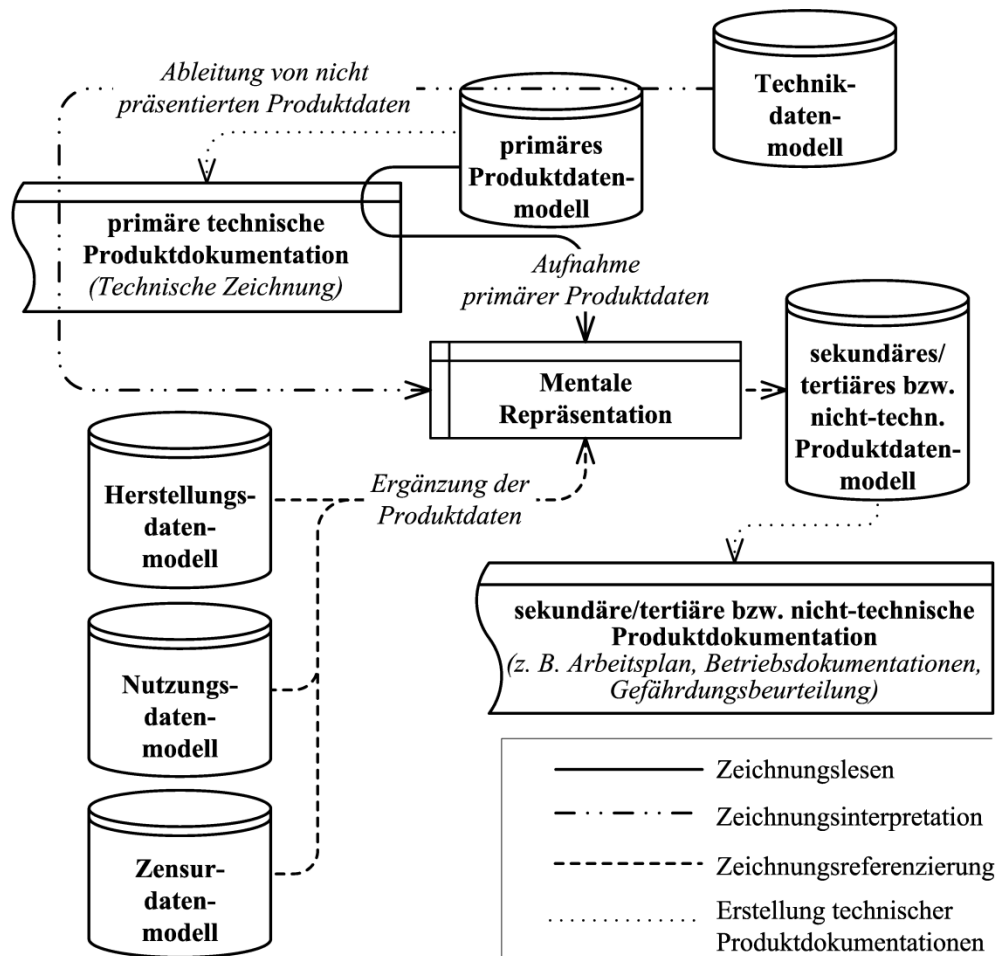 Ableitung von nicht
präsentierten Produktdaten
Technik-
daten-
modell
primäres
Produktdaten-
modell
primäre technische
Produktdokumentation
(Technische Zeichnung)
Aufnahme
primärer Produktdaten
Mentale
Repräsentation
sekundäres/
tertiäres bzw.
nicht-techn.
Produktdaten-
modell
Herstellungs-
daten-
modell
Ergänzung der
Produktdaten
Nutzungs-
daten-
modell
Zensur-
daten-
modell
sekundäre/tertiäre bzw. nicht-technische
Produktdokumentation
(z. B. Arbeitsplan, Betriebsdokumentationen,
Gefährdungsbeurteilung)
Zeichnungslesen
Zeichnungsinterpretation
Zeichnungsreferenzierung
Erstellung technischer
Produktdokumentationen